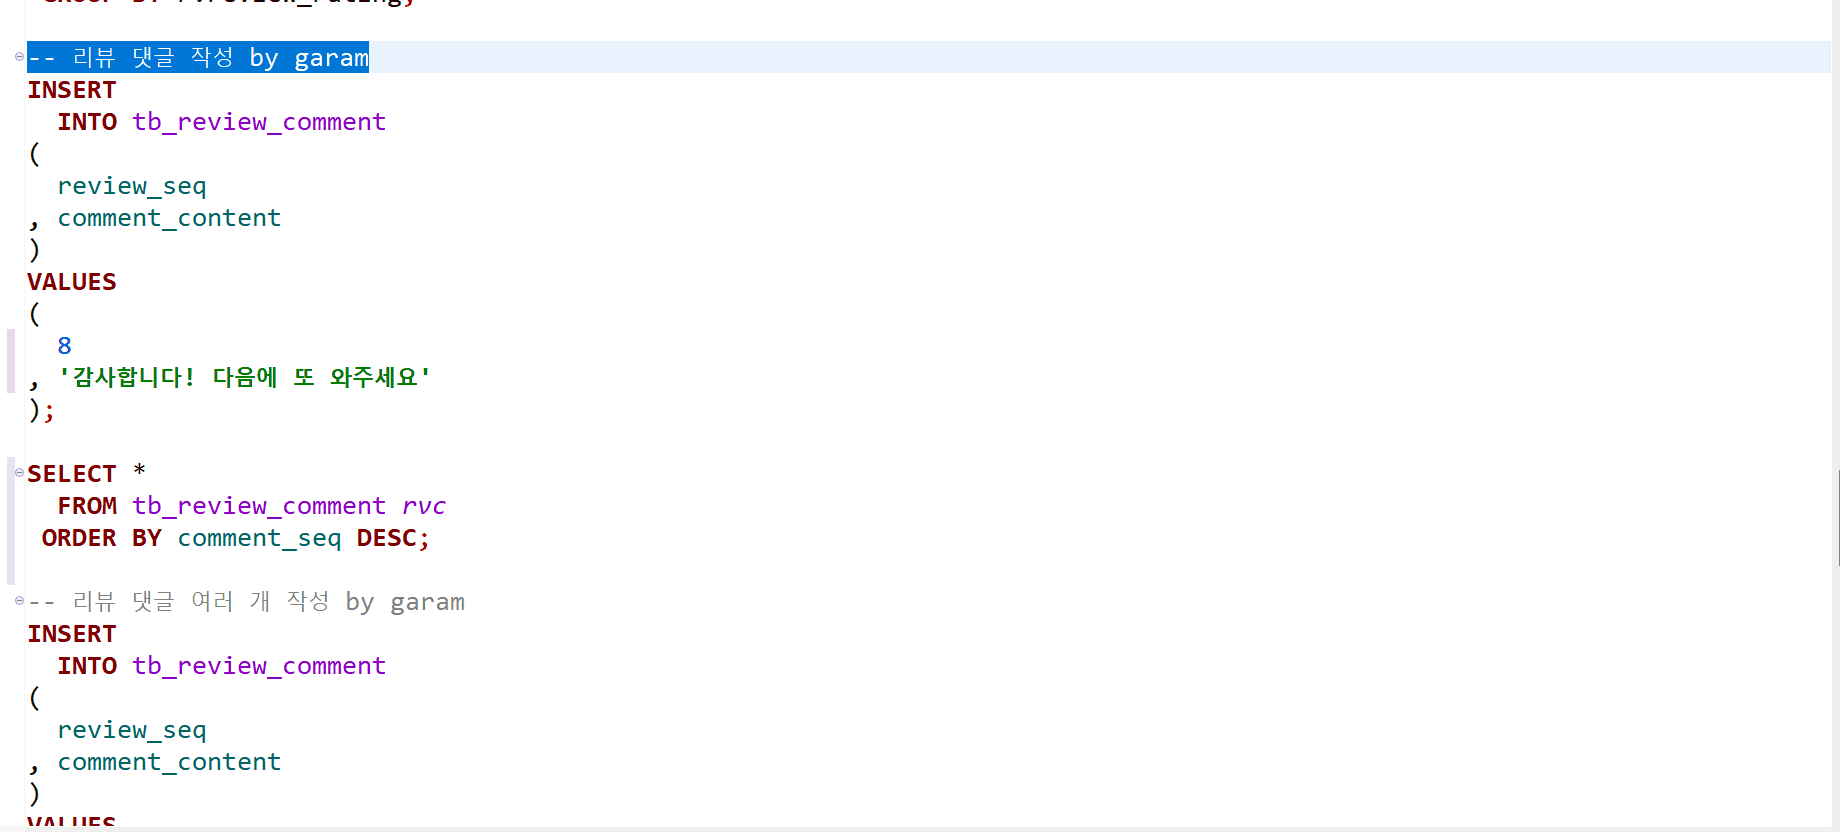 -- 리뷰 댓글 작성 by garam
INSERT
INTO tb_review_comment
(
review_seq
, comment_content
)
VALUES
(
8
, '감사합니다! 다음에 또 와주세요'
);
SELECT *
FROM tb_review_comment rvc
ORDER BY comment_seq DESC;
-- 리뷰 댓글 여러 개 작성 by garam
INSERT
INTO tb_review_comment
(
review_seq
, comment_content
)
VALUES